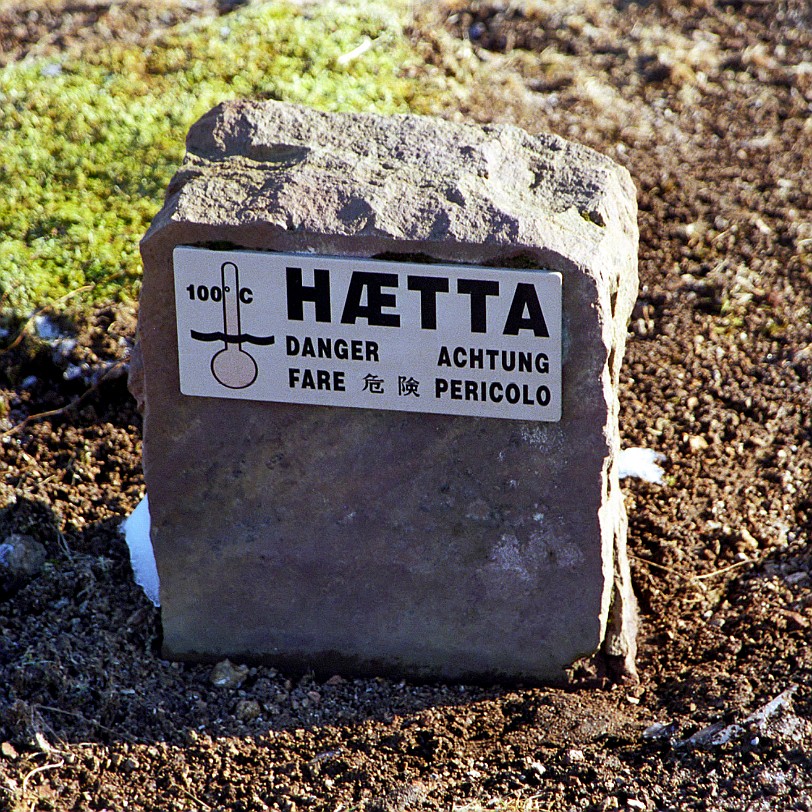 100° C
HÆTTA
DANGER ACHTUNG
FARE 危険 PERICOLO